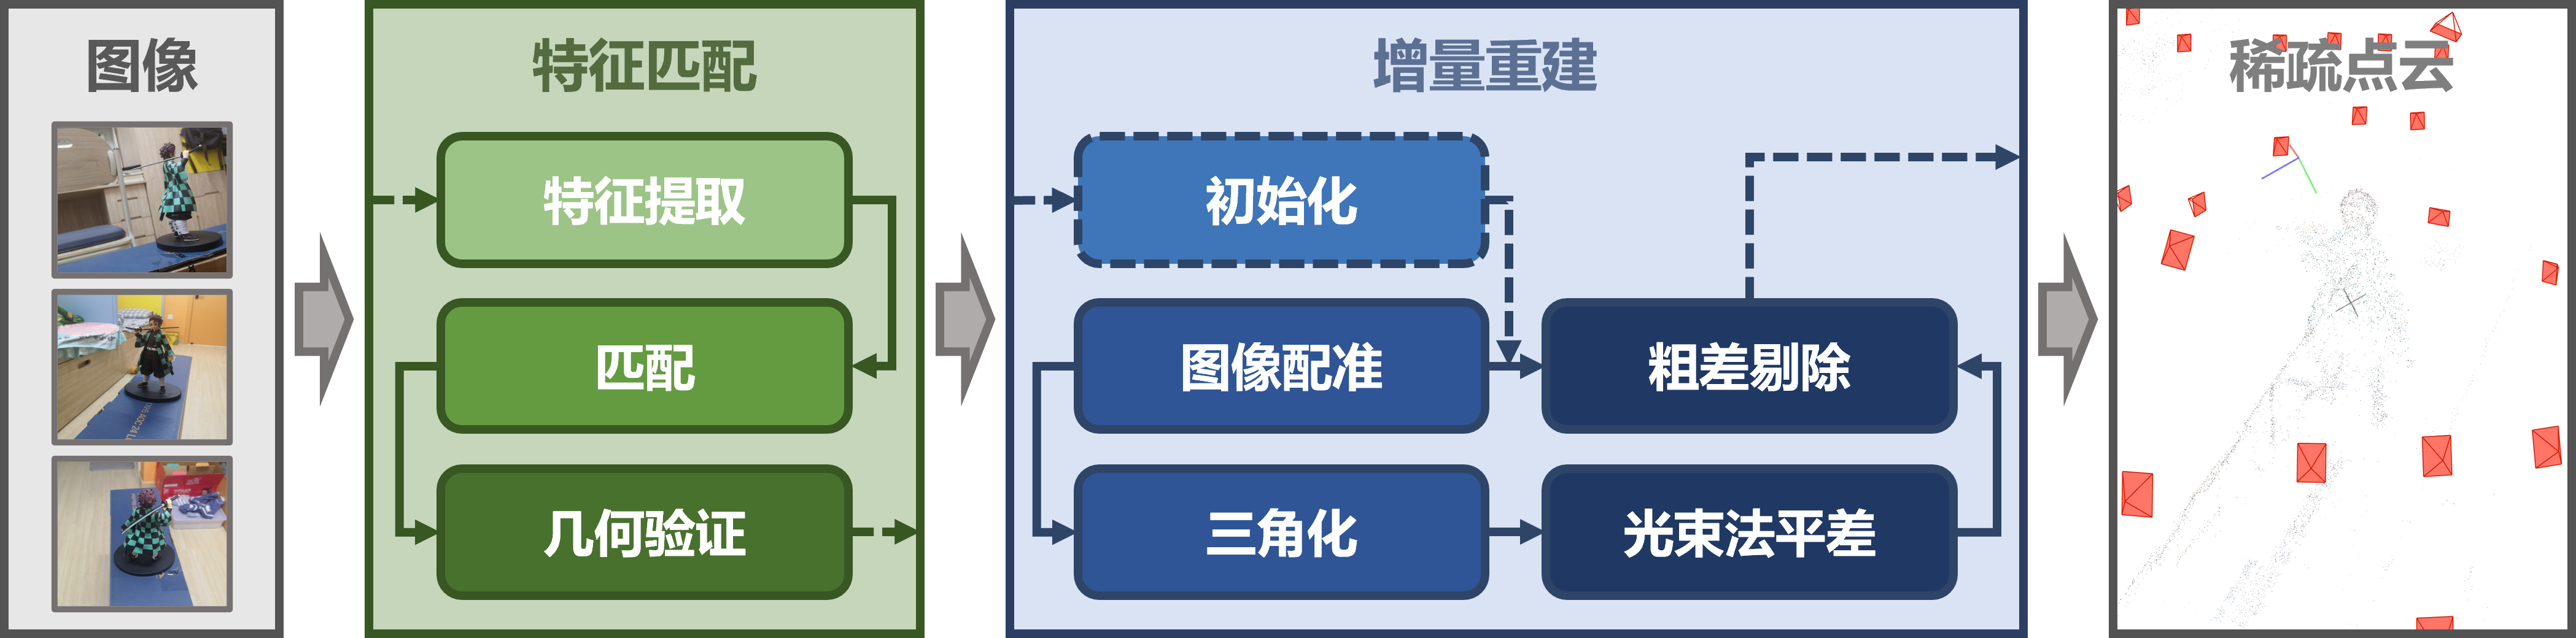 图像
特征匹配
特征提取
匹配
几何验证
增量重建
初始化
图像配准
粗差剔除
三角化
光束法平差
稀疏点云